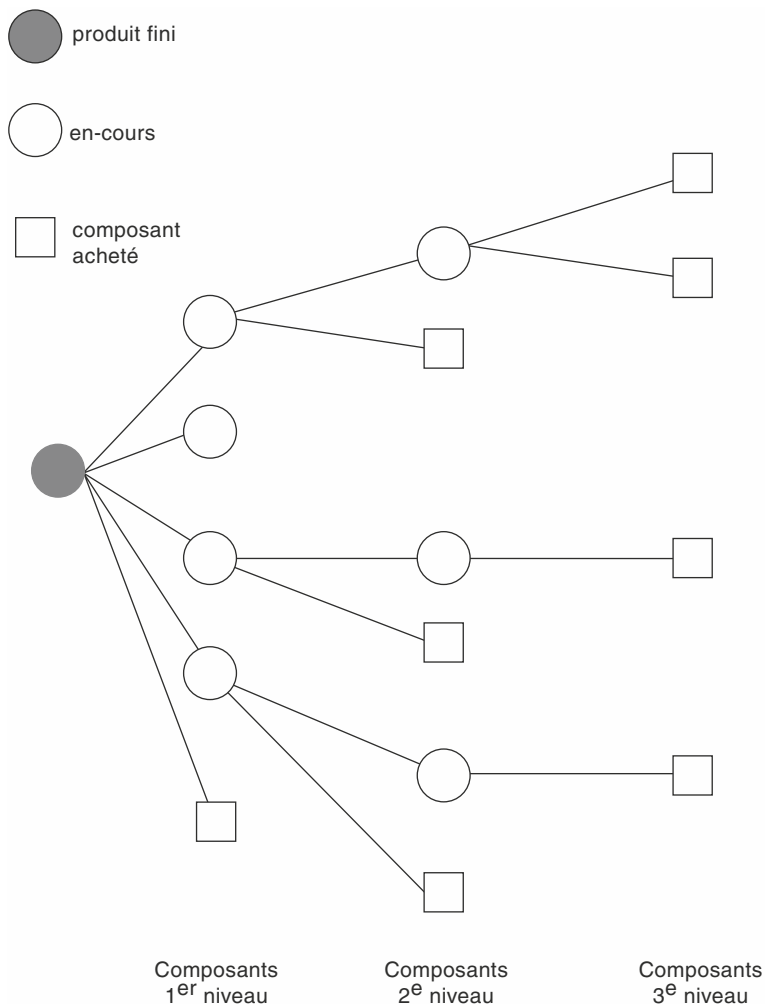 produit fini
en-cours
composant
acheté
Composants
1er niveau
Composants
2e niveau
Composants
3e niveau